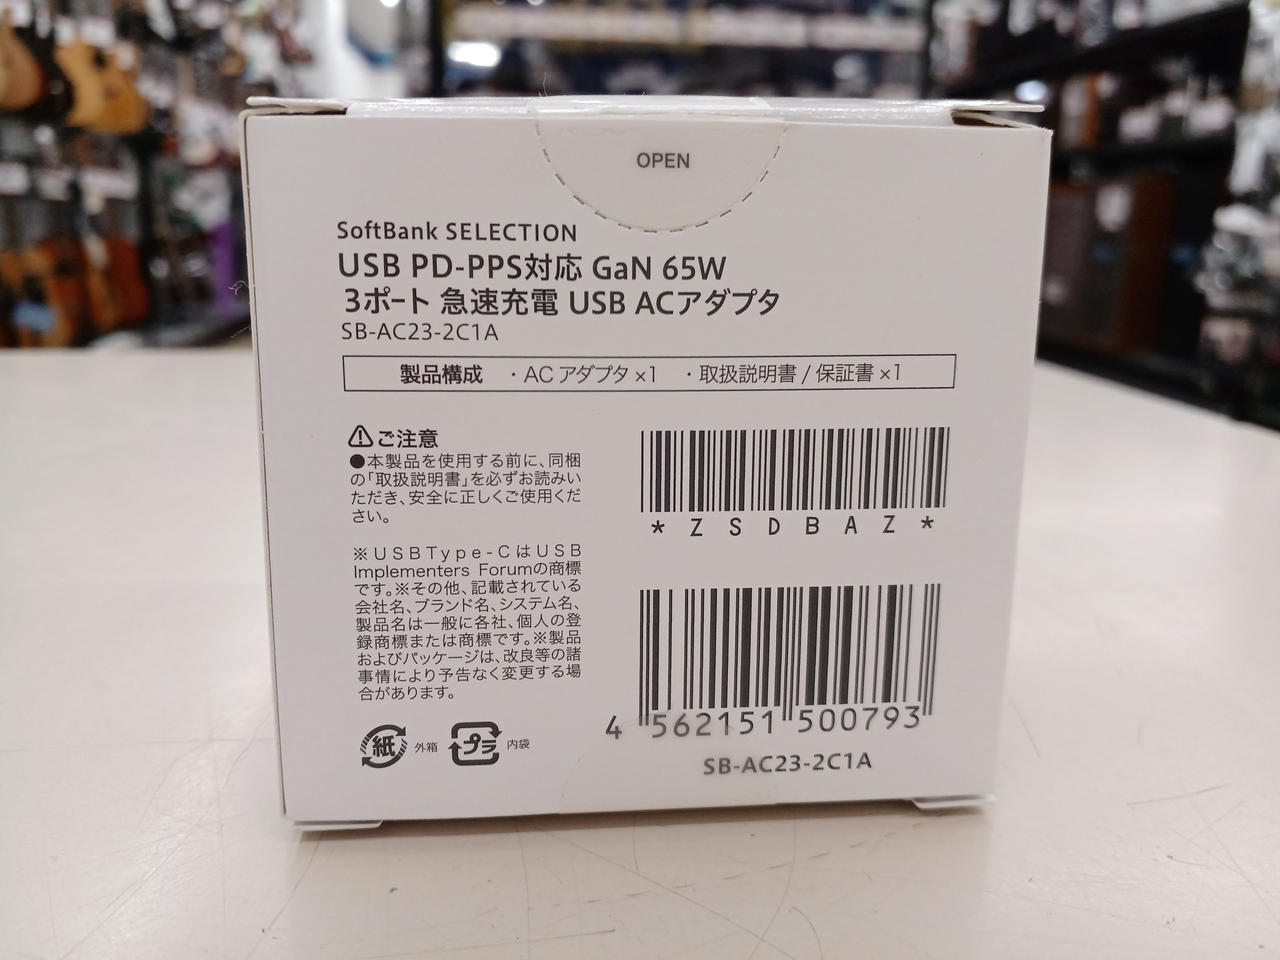 OPEN
SoftBank SELECTION
USB PD-PPS対応 GaN 65W
3ポート 急速充電 USB ACアダプタ
SB-AC23-2C1A
製品構成 ・ACアダプタ×1 ・取扱説明書/保証書×1
⚠ご注意
●本製品を使用する前に、同梱
の「取扱説明書」を必ずお読みい
ただき、安全に正しくご使用くだ
さい。
※USB Type-CはUSB
Implementers Forumの商標
です。※その他、記載されている
会社名、ブランド名、システム名、
製品名は一般に各社、個人の登
録商標または商標です。※製品
およびパッケージは、改良等の諸
事情により予告なく変更する場
合があります。
紙 外箱 プラ 内袋
*ZSDBAZ*
4 562151 500793
SB-AC23-2C1A